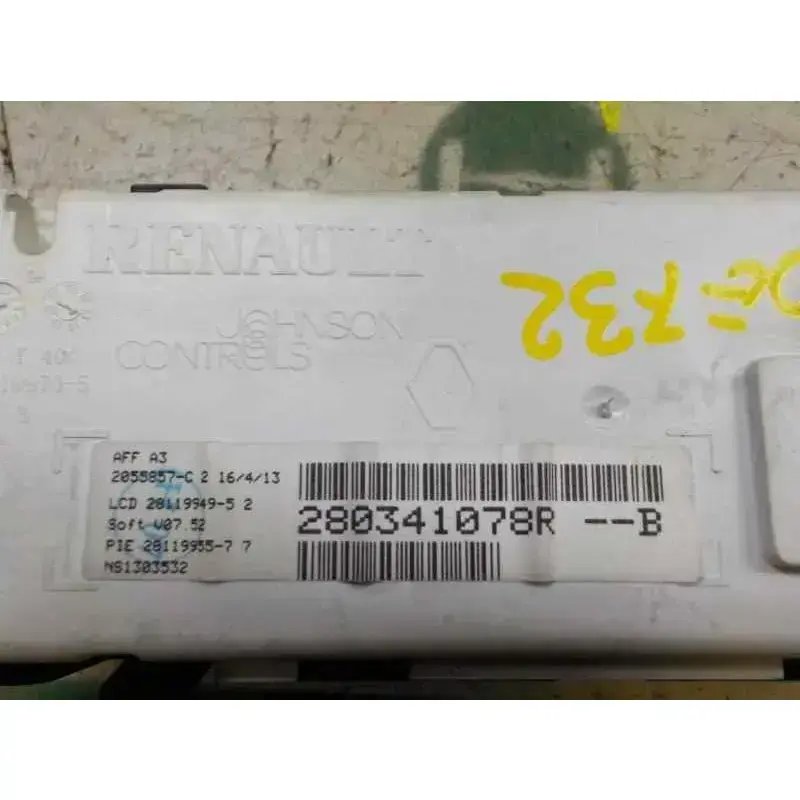 RENAULT
JOHNSON
CONTROLS
AFF A3
2055857-C 2 16/4/13
LCD 28119949-5 2
Soft V07.52
PIE 28119955-7 7
NS1303532
280341078R --B